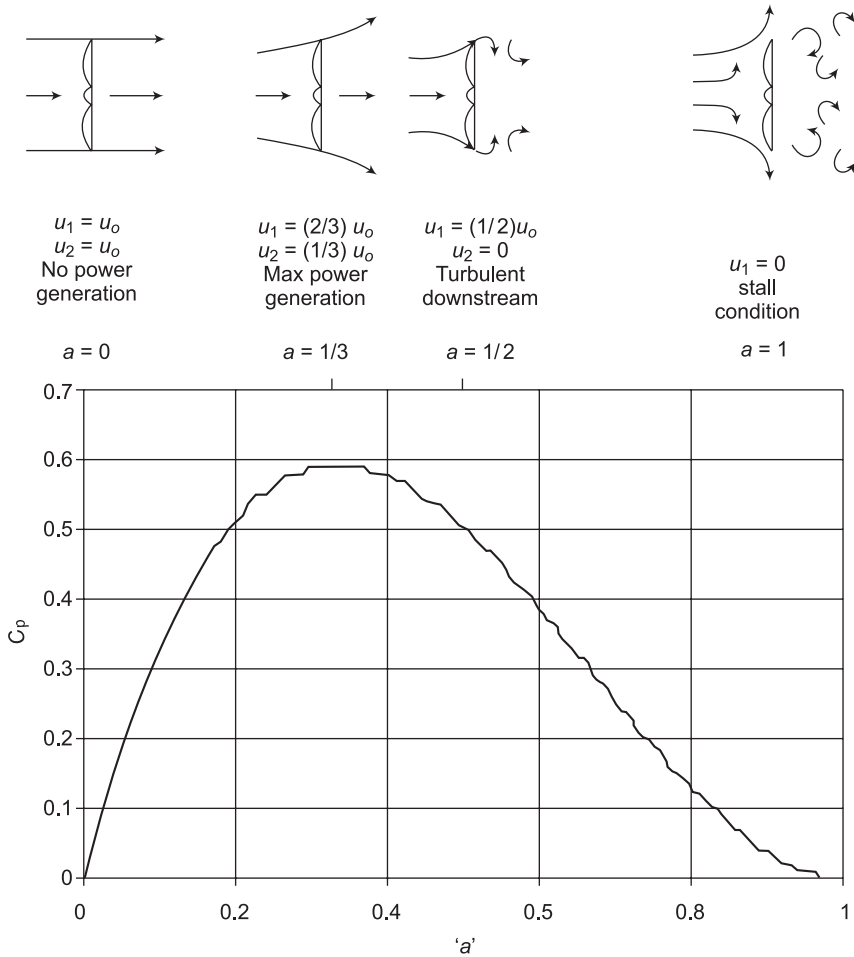 u1 = uo
u2 = uo
No power
generation
a = 0
u1 = (2/3) uo
u2 = (1/3) uo
Max power
generation
a = 1/3
u1 = (1/2)uo
u2 = 0
Turbulent
downstream
a = 1/2
u1 = 0
stall
condition
a = 1
0.7
0.6
0.5
0.4
0.3
0.2
0.1
0
Cp
0
0.2
0.4
0.5
0.8
1
‘a’